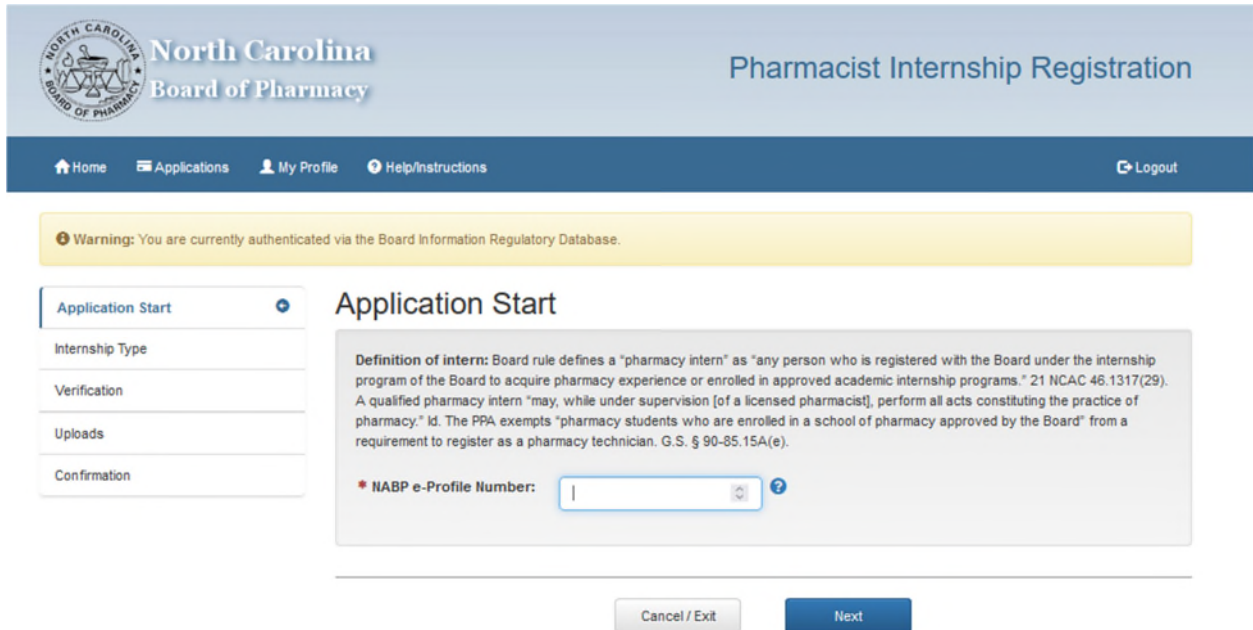 NORTH CAROLINA
BOARD OF PHARMACY
North Carolina
Board of Pharmacy
Pharmacist Internship Registration
Home Applications My Profile Help/Instructions Logout
Warning: You are currently authenticated via the Board Information Regulatory Database.
Application Start
Internship Type
Verification
Uploads
Confirmation
Application Start
Definition of intern: Board rule defines a “pharmacy intern” as “any person who is registered with the Board under the internship
program of the Board to acquire pharmacy experience or enrolled in approved academic internship programs.” 21 NCAC 46.1317(29).
A qualified pharmacy intern “may, while under supervision [of a licensed pharmacist], perform all acts constituting the practice of
pharmacy.” Id. The PPA exempts “pharmacy students who are enrolled in a school of pharmacy approved by the Board” from a
requirement to register as a pharmacy technician. G.S. § 90-85.15A(e).
* NABP e-Profile Number:
Cancel / Exit Next